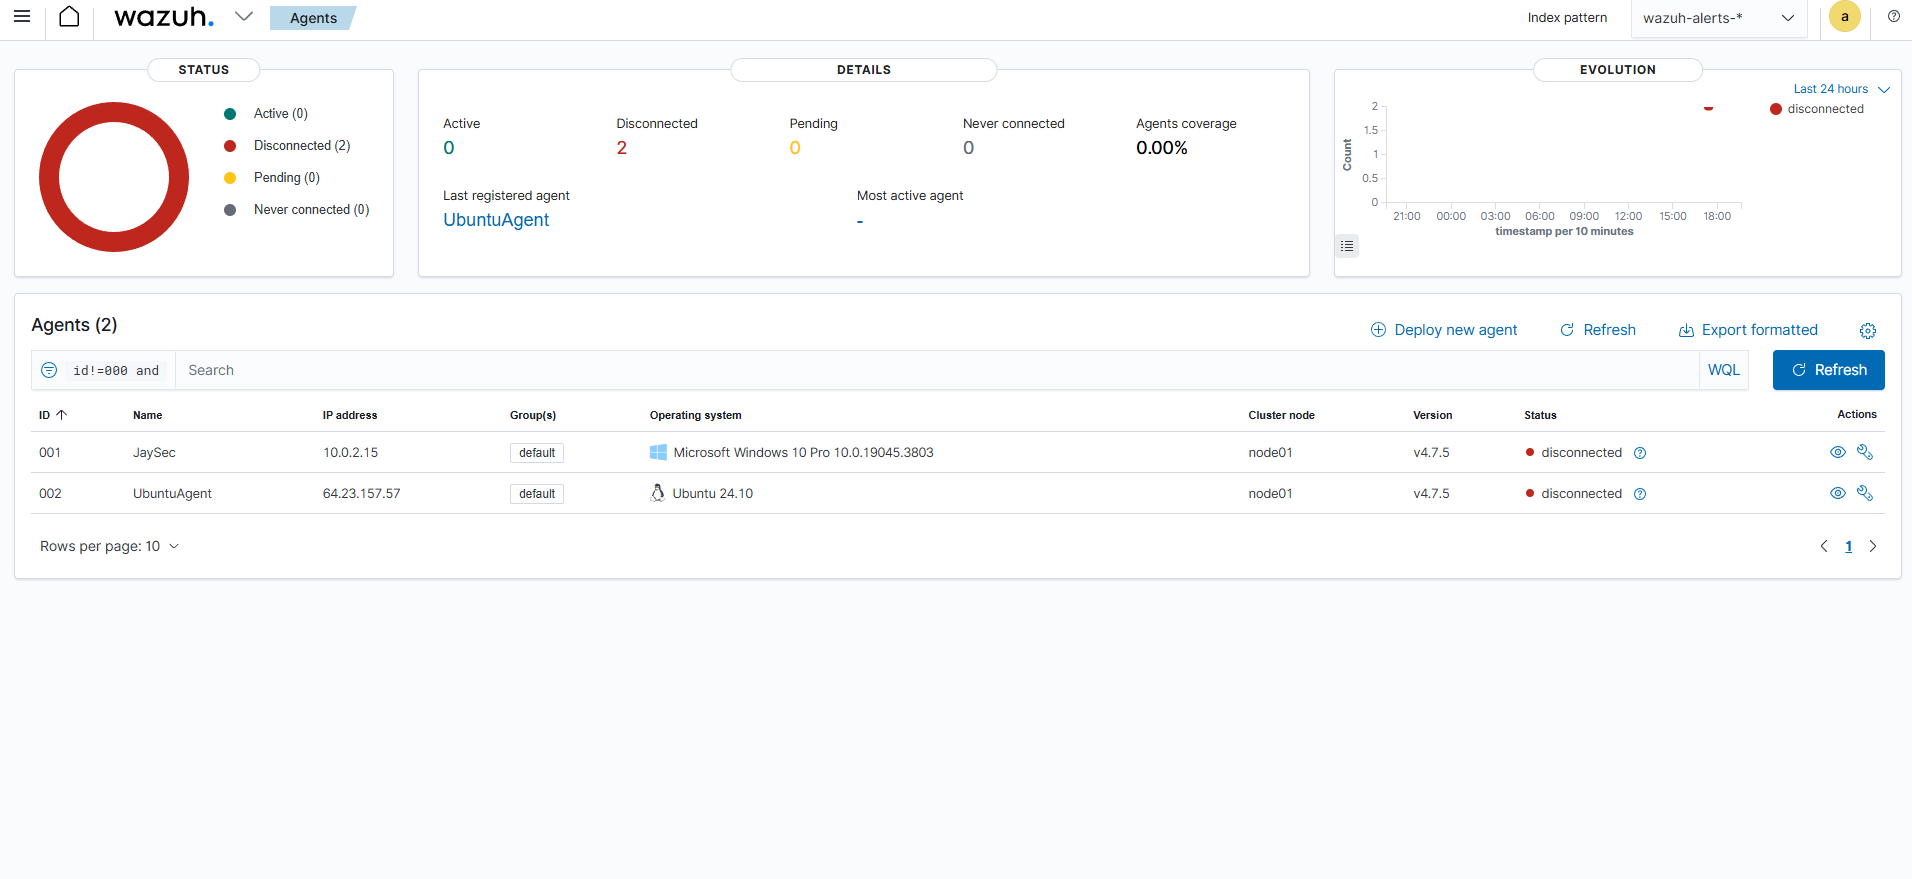 wazuh.
Agents
Index pattern
wazuh-alerts-*
a
STATUS
Active (0)
Disconnected (2)
Pending (0)
Never connected (0)
DETAILS
Active
0
Disconnected
2
Pending
0
Never connected
0
Agents coverage
0.00%
Last registered agent
UbuntuAgent
Most active agent
-
EVOLUTION
Last 24 hours
disconnected
Count
2
1.5
1
0.5
0
21:00 00:00 03:00 06:00 09:00 12:00 15:00 18:00
timestamp per 10 minutes
Agents (2)
Deploy new agent
Refresh
Export formatted
id!=000 and
Search
WQL
Refresh
ID Name IP address Group(s) Operating system Cluster node Version Status Actions
001 JaySec 10.0.2.15 default Microsoft Windows 10 Pro 10.0.19045.3803 node01 v4.7.5 disconnected
002 UbuntuAgent 64.23.157.57 default Ubuntu 24.10 node01 v4.7.5 disconnected
Rows per page: 10
1